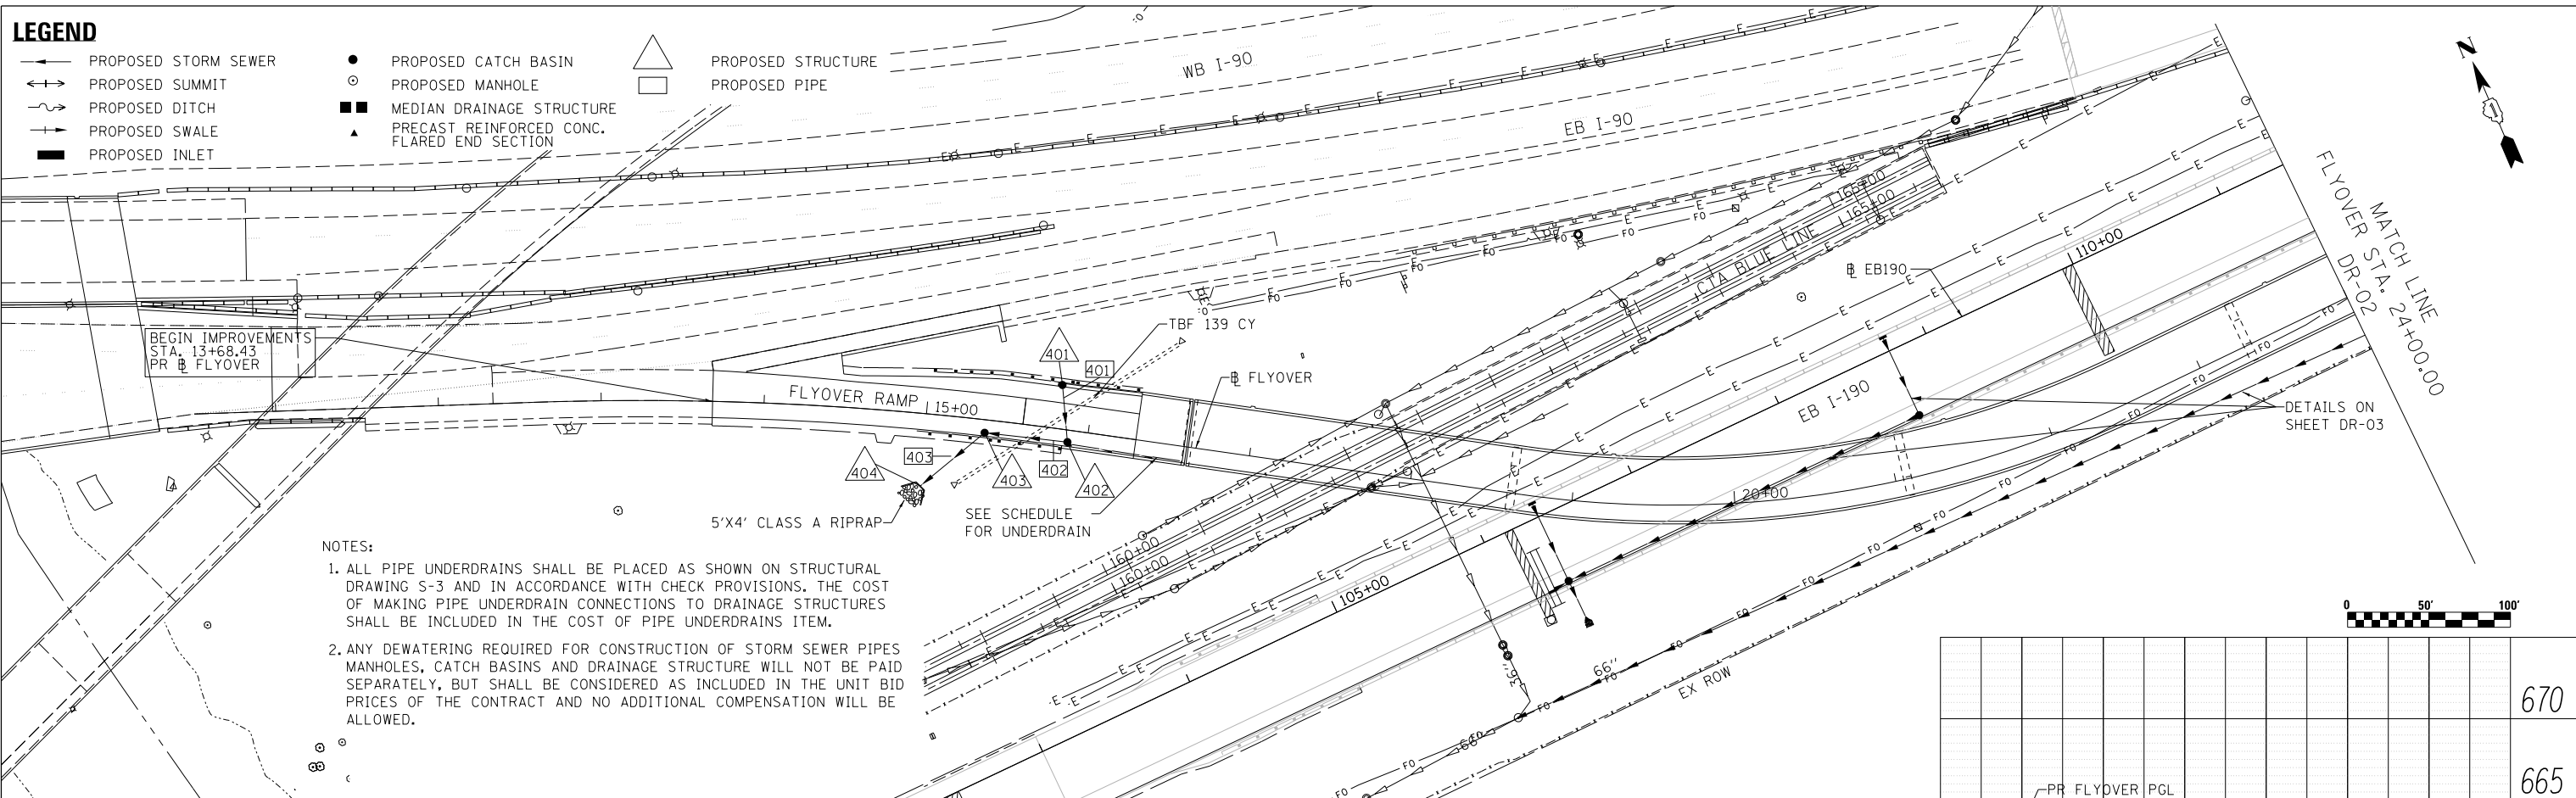 LEGEND
PROPOSED STORM SEWER
PROPOSED SUMMIT
PROPOSED DITCH
PROPOSED SWALE
PROPOSED INLET
PROPOSED CATCH BASIN
PROPOSED MANHOLE
MEDIAN DRAINAGE STRUCTURE
PRECAST REINFORCED CONC.
FLARED END SECTION
PROPOSED STRUCTURE
PROPOSED PIPE
WB I-90
EB I-90
N
1
MATCH LINE
FLYOVER STA. 24+00.00
DR-02
165+00
165+00
CTA BLUE LINE
110+00
℄ EB190
BEGIN IMPROVEMENTS
STA. 13+68.43
PR ℄ FLYOVER
TBF 139 CY
401
401
℄ FLYOVER
FLYOVER RAMP
15+00
EB I-190
DETAILS ON
SHEET DR-03
404
403
403
402
402
20+00
5'X4' CLASS A RIPRAP
SEE SCHEDULE
FOR UNDERDRAIN
160+00
160+00
105+00
NOTES:
1. ALL PIPE UNDERDRAINS SHALL BE PLACED AS SHOWN ON STRUCTURAL
DRAWING S-3 AND IN ACCORDANCE WITH CHECK PROVISIONS. THE COST
OF MAKING PIPE UNDERDRAIN CONNECTIONS TO DRAINAGE STRUCTURES
SHALL BE INCLUDED IN THE COST OF PIPE UNDERDRAINS ITEM.
2. ANY DEWATERING REQUIRED FOR CONSTRUCTION OF STORM SEWER PIPES
MANHOLES, CATCH BASINS AND DRAINAGE STRUCTURE WILL NOT BE PAID
SEPARATELY, BUT SHALL BE CONSIDERED AS INCLUDED IN THE UNIT BID
PRICES OF THE CONTRACT AND NO ADDITIONAL COMPENSATION WILL BE
ALLOWED.
36"
66"
66"
EX ROW
0 50' 100'
670
665
PR FLYOVER PGL